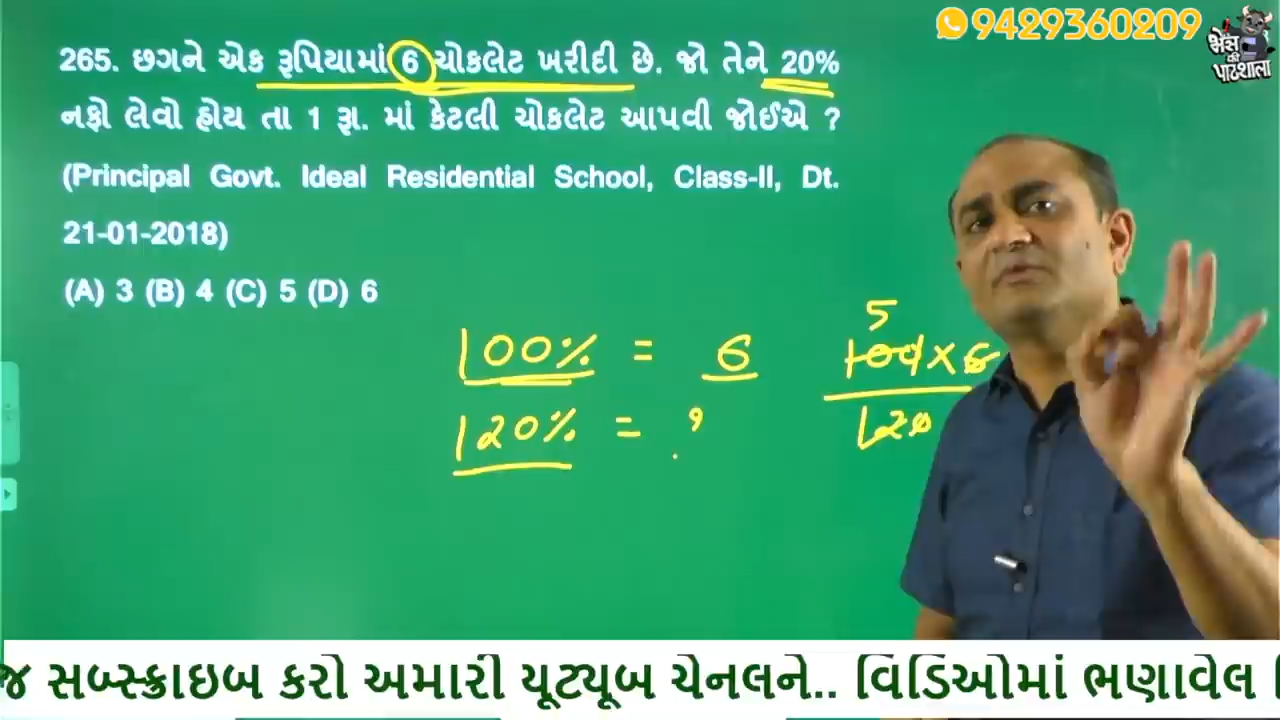 9429360209
ભેંસ
કી
પાઠશાલા
265. છગને એક રૂપિયામાં 6 ચોકલેટ ખરીદી છે. જો તેને 20%
નફો લેવો હોય તા 1 રૂા. માં કેટલી ચોકલેટ આપવી જોઈએ ?
(Principal Govt. Ideal Residential School, Class-II, Dt.
21-01-2018)
(A) 3 (B) 4 (C) 5 (D) 6
5
100% = 6 100 × 6
120% = ? 120
જ સબ્સ્ક્રાઇબ કરો અમારી યૂટ્યૂબ ચેનલને.. વિડિઓમાં ભણાવેલ